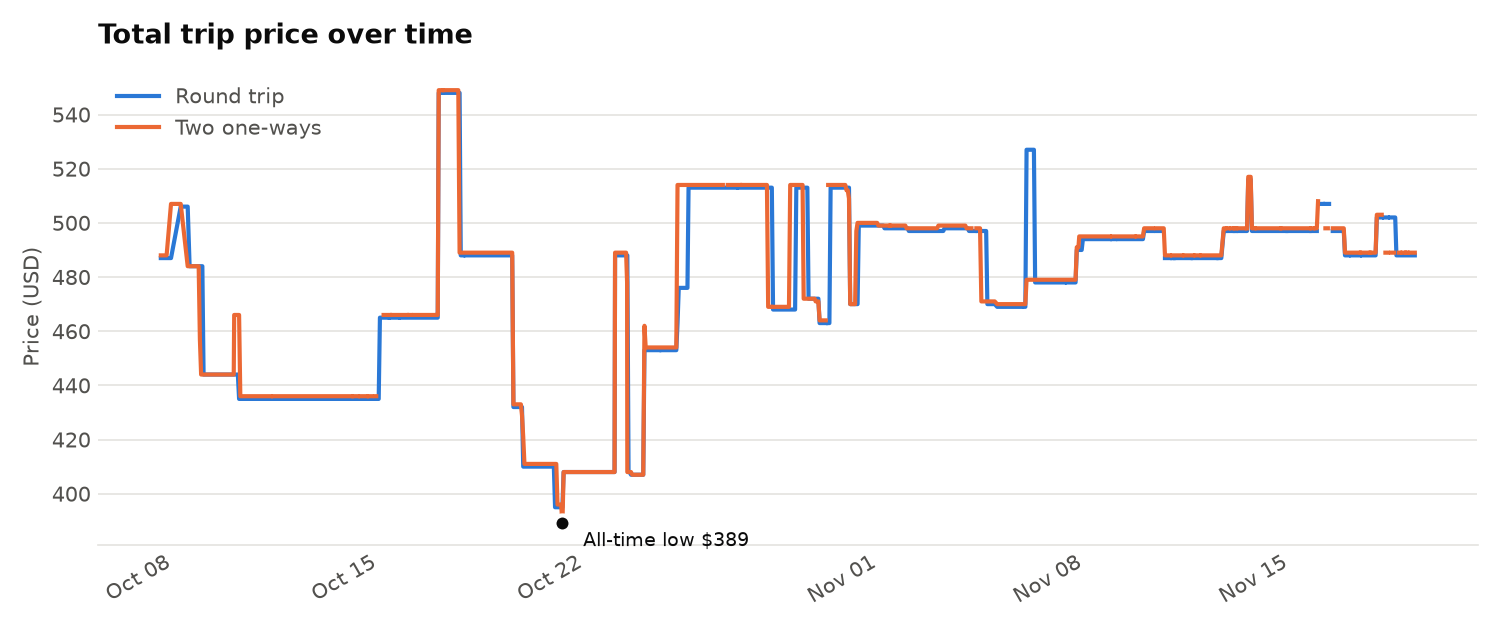 Total trip price over time
Round trip
Two one-ways
Price (USD)
540
520
500
480
460
440
420
400
All-time low $389
Oct 08
Oct 15
Oct 22
Nov 01
Nov 08
Nov 15